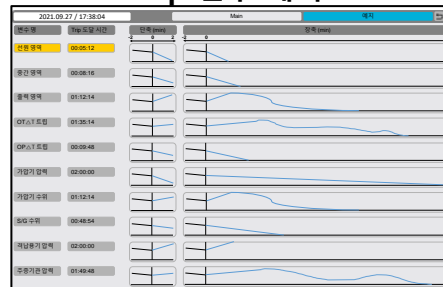 2021.09.27 / 17:38:04 Main 예지
변수 명 Trip 도달 시간 단축 (min) 장축 (min)
-2 0 2 -2 0
선원 영역 00:05:12
중간 영역 00:08:16
출력 영역 01:12:14
OT△T 트립 01:35:14
OP△T 트립 00:09:48
가압기 압력 02:00:00
가압기 수위 01:12:14
S/G 수위 00:48:54
격납용기 압력 02:00:00
주증기관 압력 01:49:48